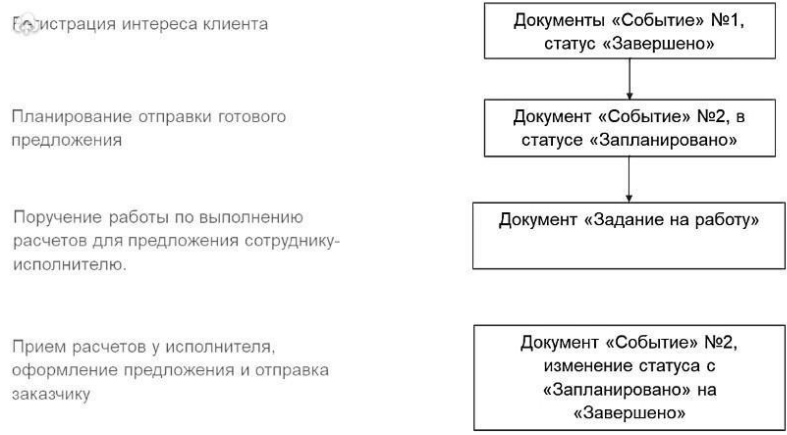 Регистрация интереса клиента
Документы «Событие» №1,
статус «Завершено»
Планирование отправки готового
предложения
Документ «Событие» №2, в
статусе «Запланировано»
Поручение работы по выполнению
расчетов для предложения сотруднику-
исполнителю.
Документ «Задание на работу»
Прием расчетов у исполнителя,
оформление предложения и отправка
заказчику
Документ «Событие» №2,
изменение статуса с
«Запланировано» на
«Завершено»